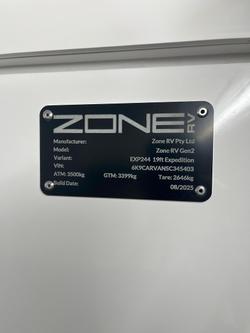 ZONE RV
Manufacturer: Zone RV Pty Ltd
Model: Zone RV Gen2
Variant: EXP244 19ft Expedition
VIN: 6K9CARVANSC345403
ATM: 3500kg GTM: 3399kg Tare: 2646kg
Build Date: 08/2025